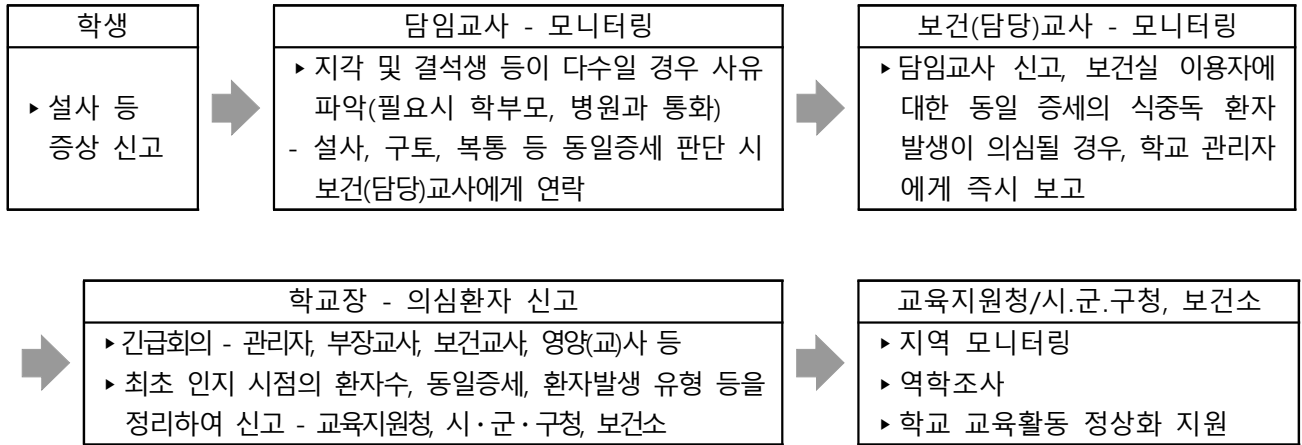 학생
▸ 설사 등
증상 신고
담임교사 - 모니터링
▸ 지각 및 결석생 등이 다수일 경우 사유
파악(필요시 학부모, 병원과 통화)
- 설사, 구토, 복통 등 동일증세 판단 시
보건(담당)교사에게 연락
보건(담당)교사 - 모니터링
▸ 담임교사 신고, 보건실 이용자에
대한 동일 증세의 식중독 환자
발생이 의심될 경우, 학교 관리자
에게 즉시 보고
학교장 - 의심환자 신고
▸ 긴급회의 - 관리자, 부장교사, 보건교사, 영양(교)사 등
▸ 최초 인지 시점의 환자수, 동일증세, 환자발생 유형 등을
정리하여 신고 - 교육지원청, 시·군·구청, 보건소
교육지원청/시.군.구청, 보건소
▸ 지역 모니터링
▸ 역학조사
▸ 학교 교육활동 정상화 지원